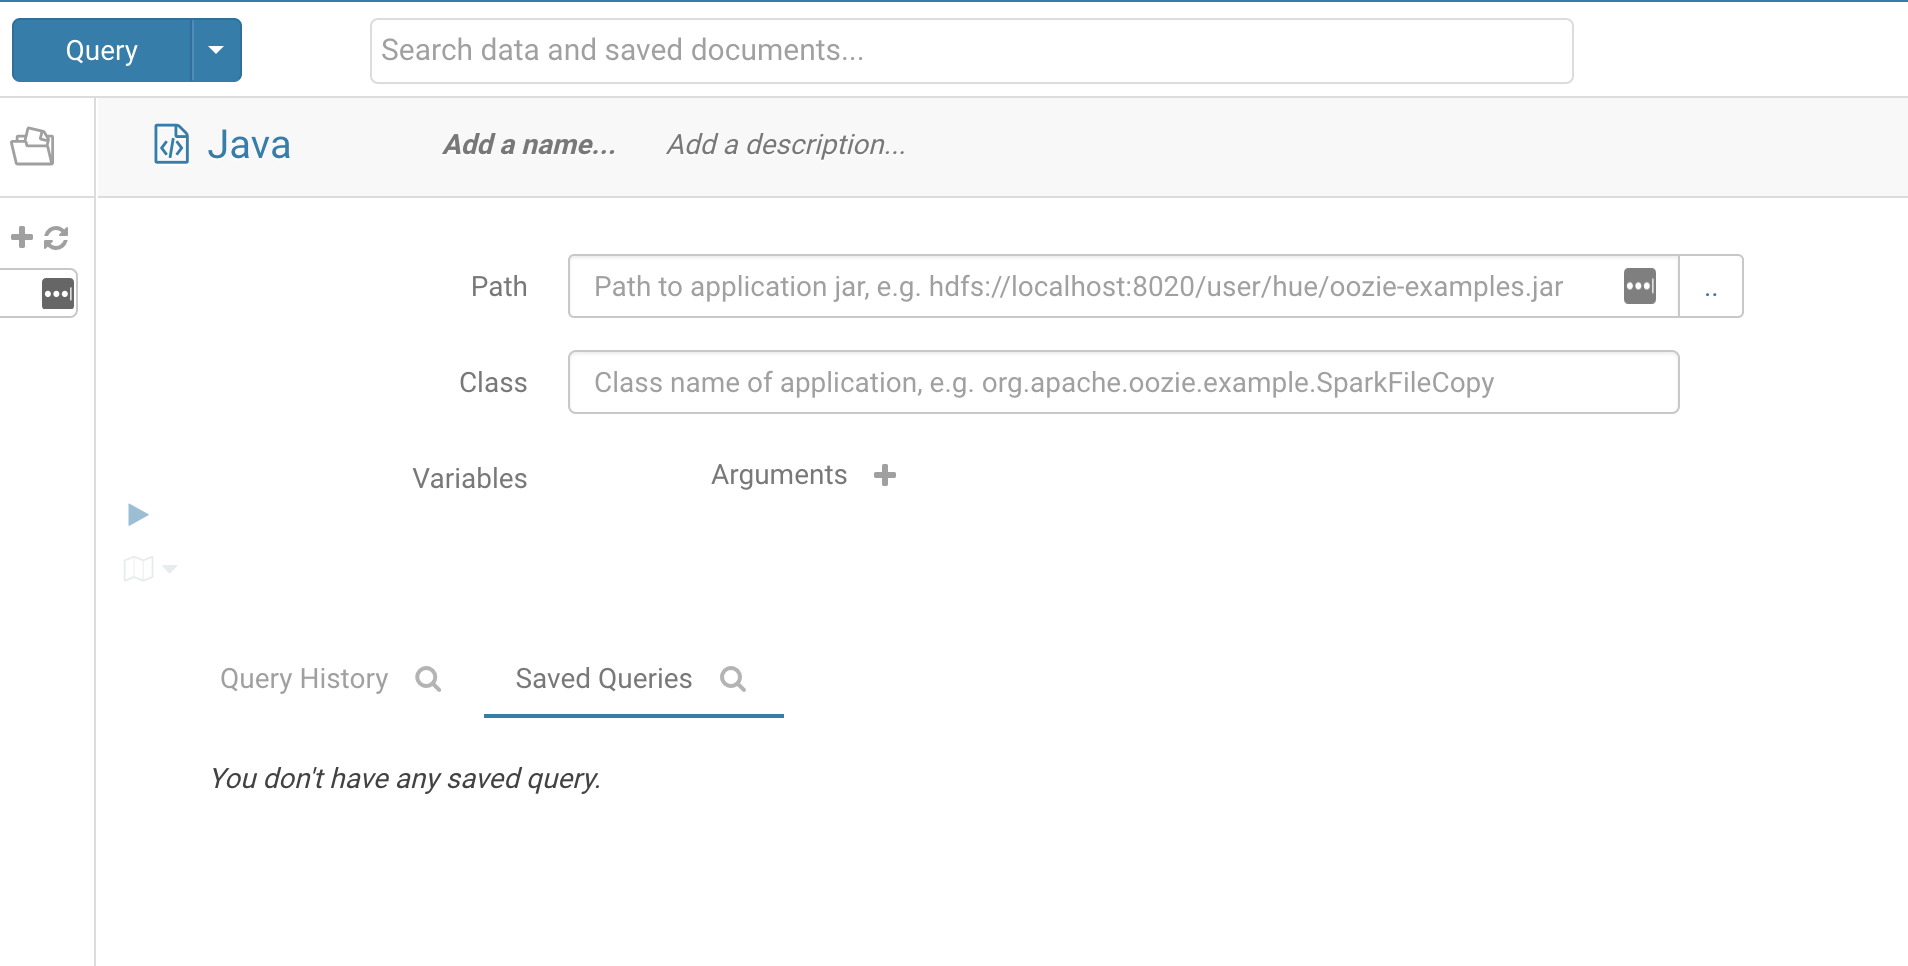 Query
Search data and saved documents...
Java
Add a name...
Add a description...
Path
Path to application jar, e.g. hdfs://localhost:8020/user/hue/oozie-examples.jar
..
Class
Class name of application, e.g. org.apache.oozie.example.SparkFileCopy
Variables
Arguments
Query History
Saved Queries
You don't have any saved query.